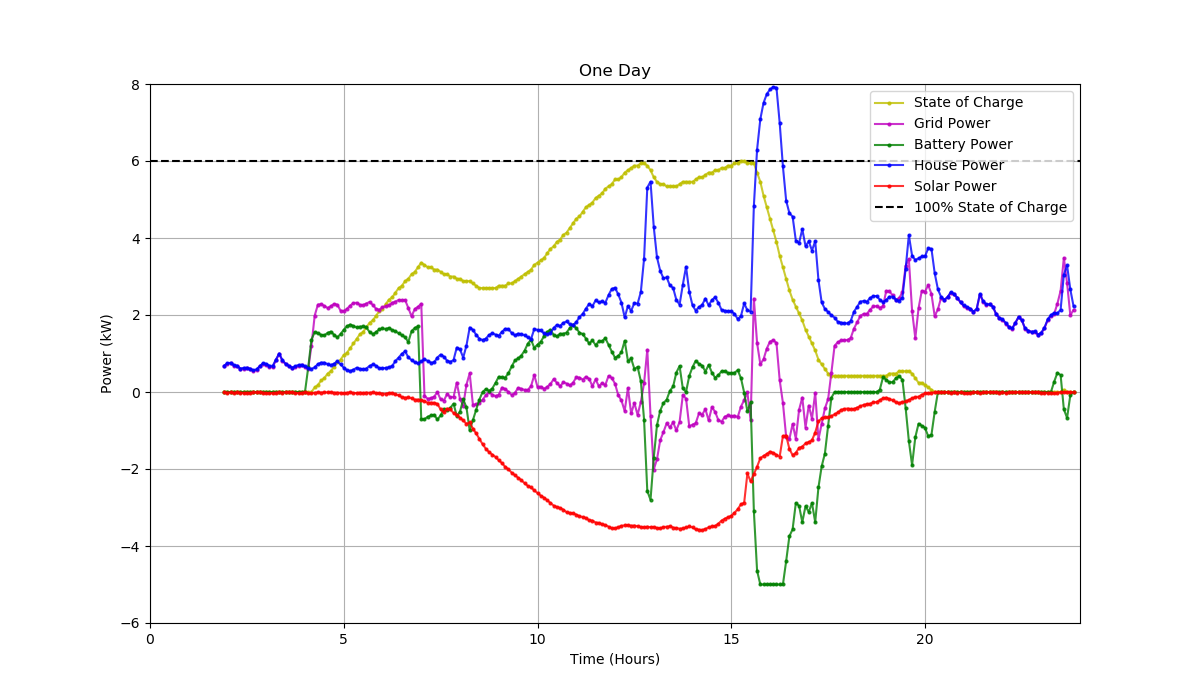 One Day
8
6
4
2
0
−2
−4
−6
Power (kW)
State of Charge
Grid Power
Battery Power
House Power
Solar Power
100% State of Charge
0
5
10
15
20
Time (Hours)